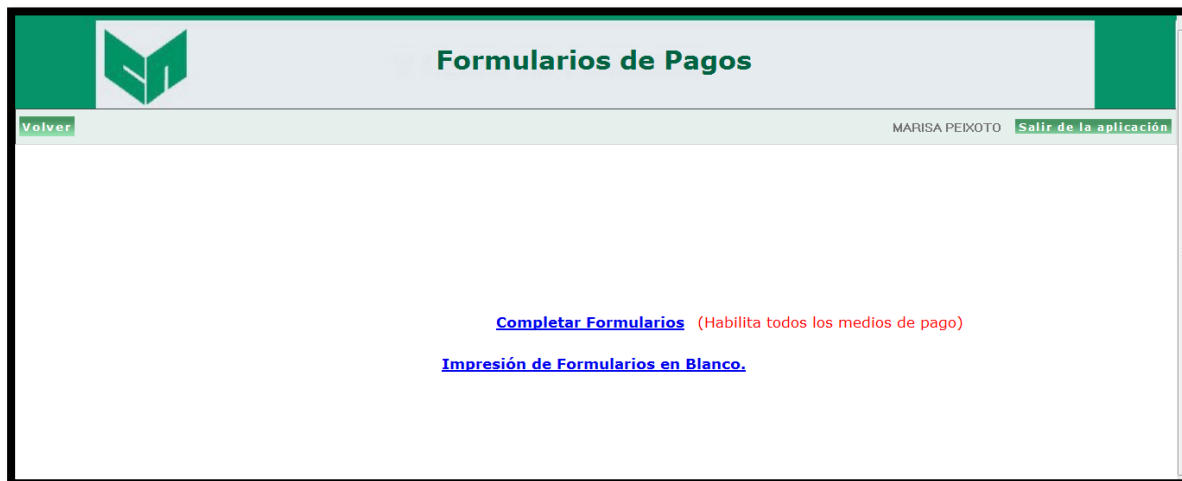 Formularios de Pagos
Volver
MARISA PEIXOTO Salir de la aplicación
Completar Formularios (Habilita todos los medios de pago)
Impresión de Formularios en Blanco.